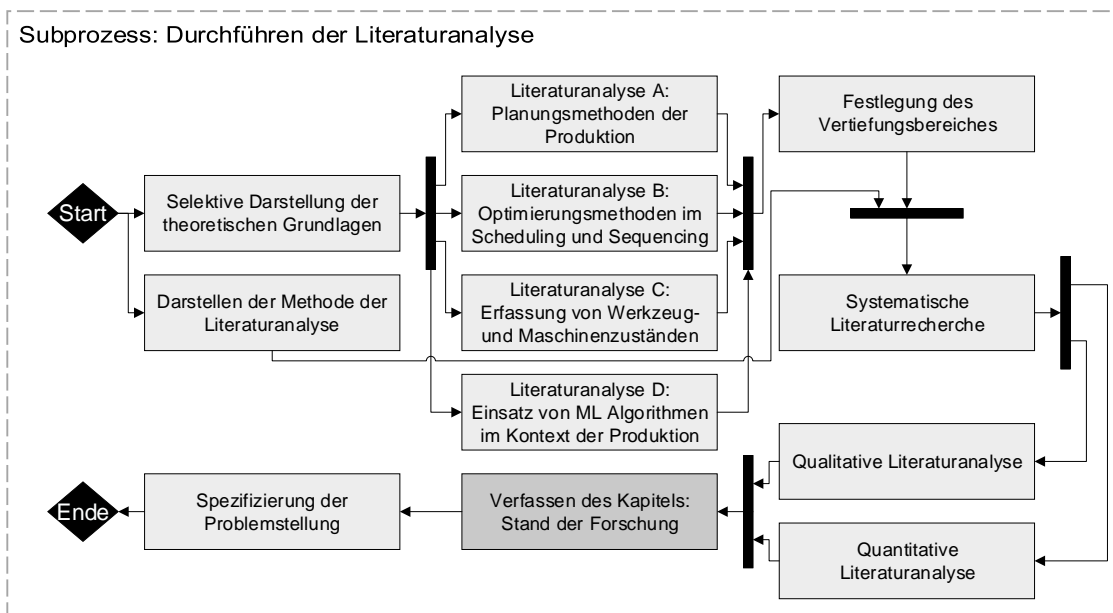 Subprozess: Durchführen der Literaturanalyse
Start
Selektive Darstellung der
theoretischen Grundlagen
Darstellen der Methode der
Literaturanalyse
Literaturanalyse A:
Planungsmethoden der
Produktion
Literaturanalyse B:
Optimierungsmethoden im
Scheduling und Sequencing
Literaturanalyse C:
Erfassung von Werkzeug-
und Maschinenzuständen
Literaturanalyse D:
Einsatz von ML Algorithmen
im Kontext der Produktion
Festlegung des
Vertiefungsbereiches
Systematische
Literaturrecherche
Qualitative Literaturanalyse
Quantitative
Literaturanalyse
Verfassen des Kapitels:
Stand der Forschung
Spezifizierung der
Problemstellung
Ende